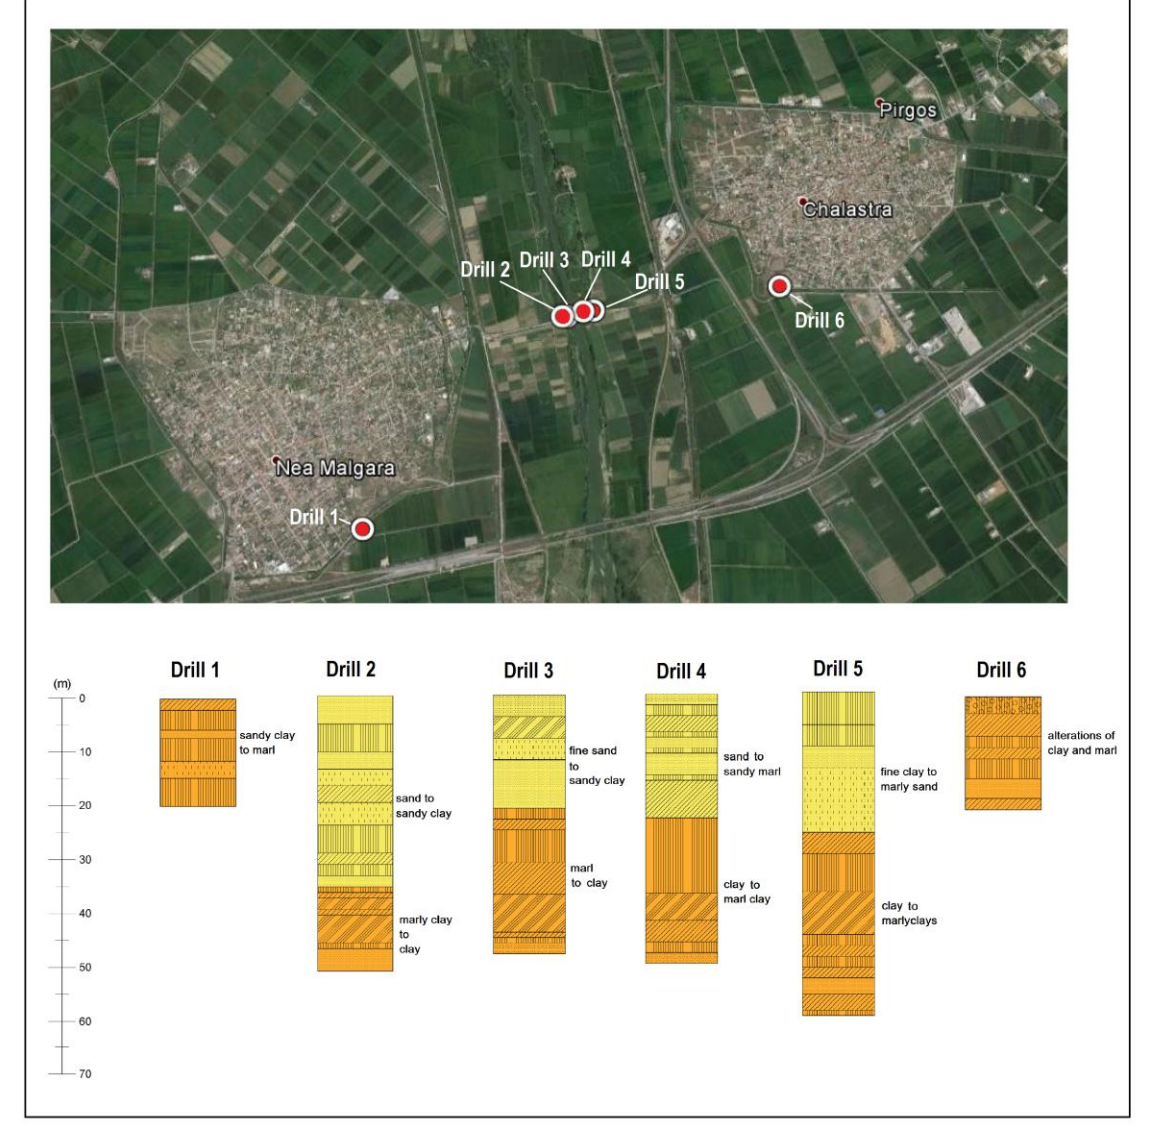 Pirgos
Chalastra
Drill 2
Drill 3
Drill 4
Drill 5
Drill 6
Nea Malgara
Drill 1
Drill 1
Drill 2
Drill 3
Drill 4
Drill 5
Drill 6
(m)
0
10
20
30
40
50
60
70
sandy clay
to marl
sand to
sandy clay
marly clay
to
clay
fine sand
to
sandy clay
marl
to clay
sand to
sandy marl
clay to
marl clay
fine clay to
marly sand
clay to
marlyclays
alterations of
clay and marl